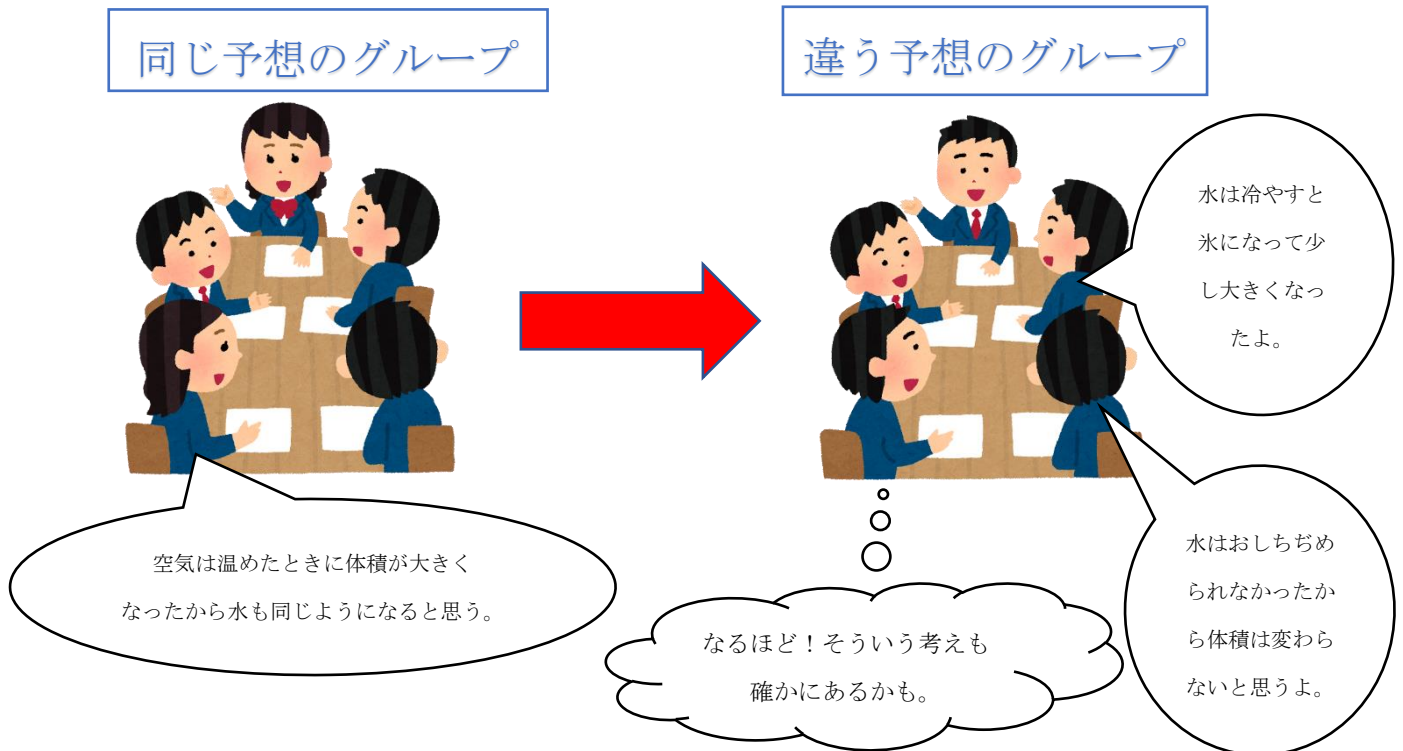 同じ予想のグループ
違う予想のグループ
水は冷やすと
氷になって少
し大きくなっ
たよ。
空気は温めたときに体積が大きく
なったから水も同じようになると思う。
なるほど！そういう考えも
確かにあるかも。
水はおしちぢめ
られなかったか
ら体積は変わら
ないと思うよ。